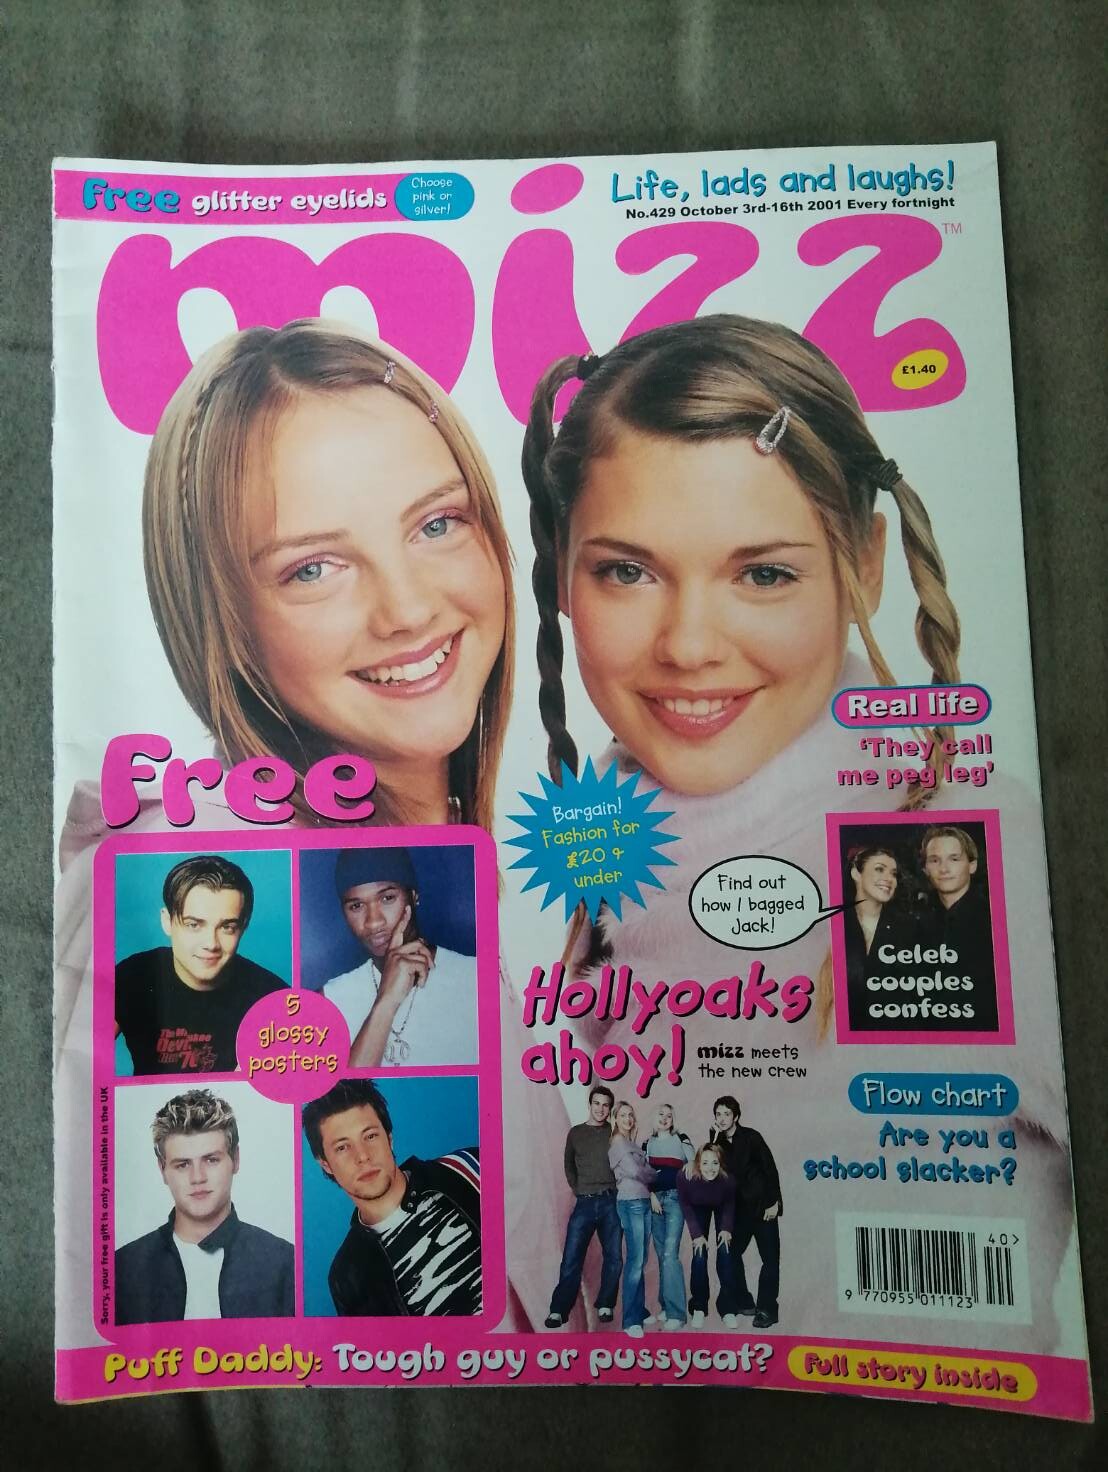 Free glitter eyelids
Choose
pink or
silver!
Life, lads and laughs!
No.429 October 3rd-16th 2001 Every fortnight
mizz™
£1.40
Real life
'They call
me peg leg'
Free
Bargain!
Fashion for
£20 &
under
Find out
how I bagged
Jack!
Celeb
couples
confess
5
glossy
posters
Hollyoaks
ahoy!
mizz meets
the new crew
Flow chart
Are you a
school slacker?
Sorry, your free gift is only available in the UK
40>
9 770955 011123
Puff Daddy: Tough guy or pussycat?
Full story inside